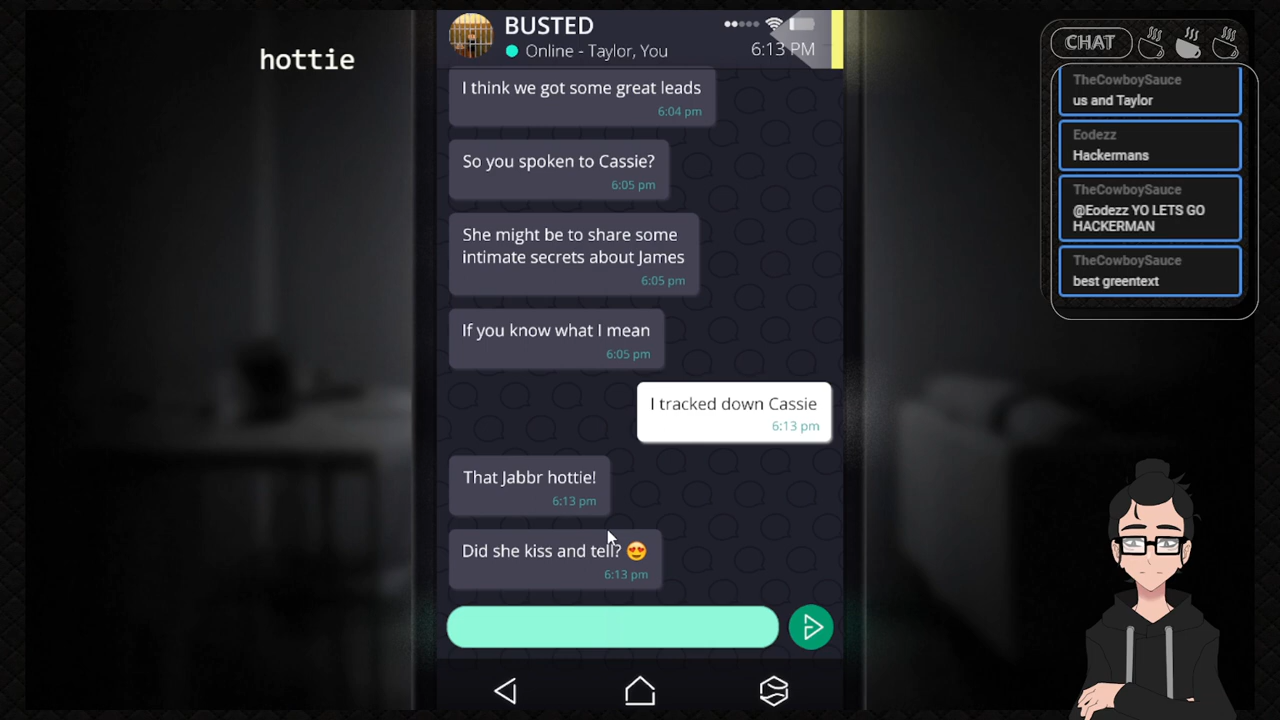 hottie
BUSTED
Online - Taylor, You
6:13 PM
I think we got some great leads
6:04 pm
So you spoken to Cassie?
6:05 pm
She might be to share some
intimate secrets about James
6:05 pm
If you know what I mean
6:05 pm
I tracked down Cassie
6:13 pm
That Jabbr hottie!
6:13 pm
Did she kiss and tell? 😍
6:13 pm
CHAT
TheCowboySauce
us and Taylor
Eodezz
Hackermans
TheCowboySauce
@Eodezz YO LETS GO
HACKERMAN
TheCowboySauce
best greentext